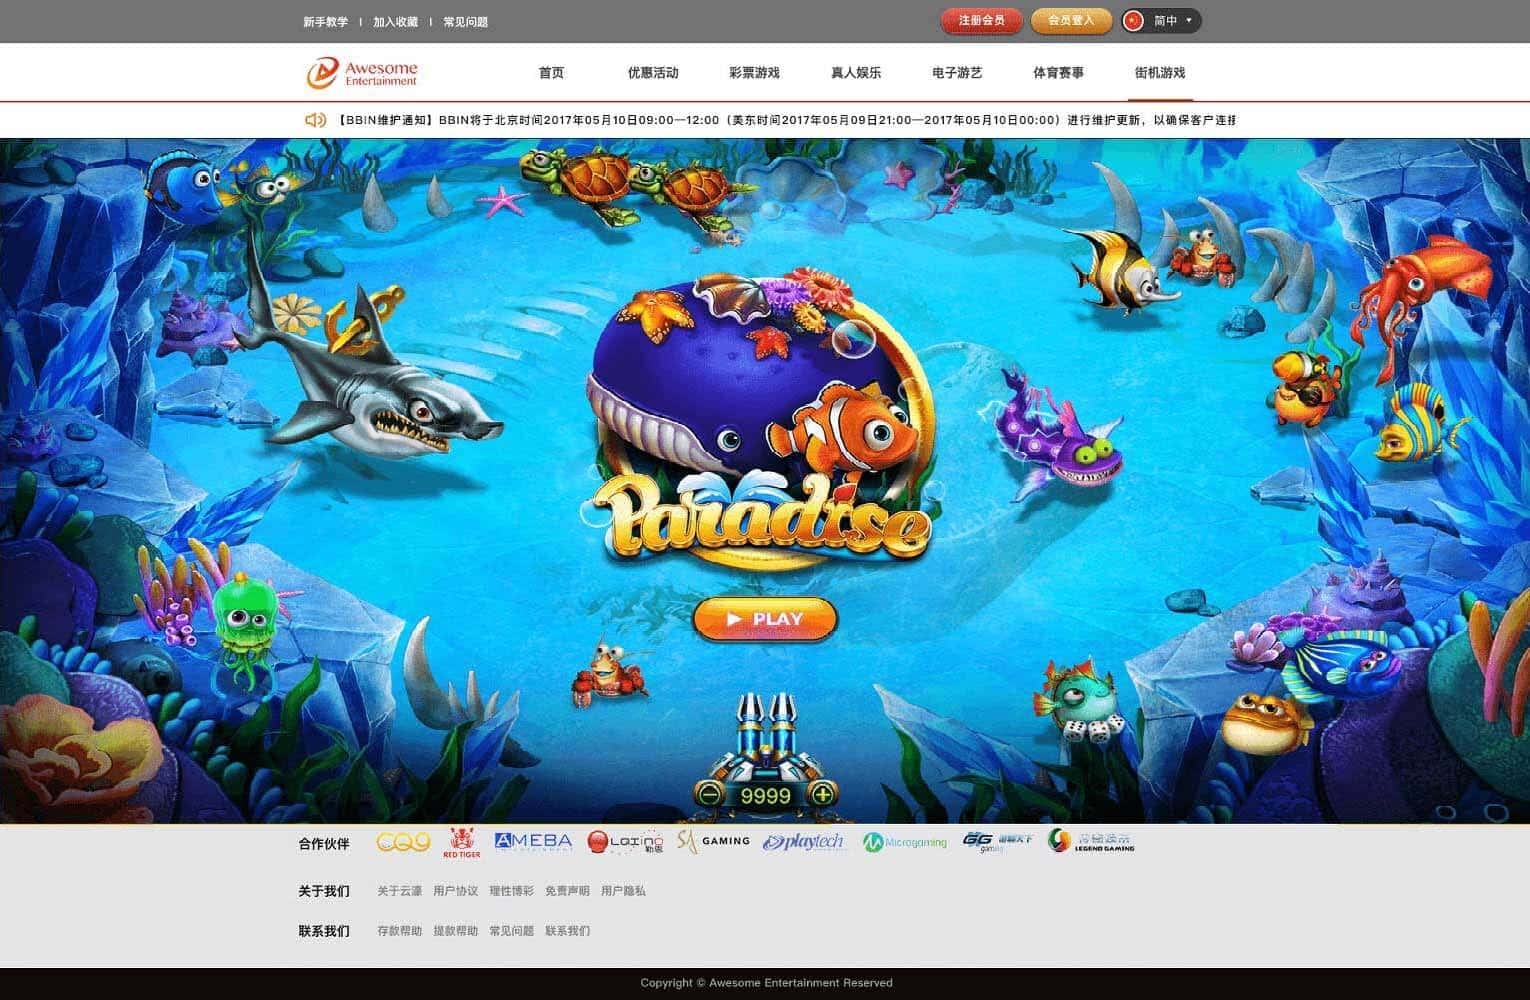 新手教学 | 加入收藏 | 常见问题
注册会员 会员登入 简中
Awesome Entertainment
首页 优惠活动 彩票游戏 真人娱乐 电子游艺 体育赛事 街机游戏
【BBIN维护通知】BBIN将于北京时间2017年05月10日09:00—12:00（美东时间2017年05月09日21:00—2017年05月10日00:00）进行维护更新，以确保客户连接
Paradise
PLAY
9999
合作伙伴 CQ9 RED TIGER AMEBA SA GAMING playtech Microgaming GG gaming LEGEND GAMING
关于我们 关于云濠 用户协议 理性博彩 免责声明 用户隐私
联系我们 存款帮助 提款帮助 常见问题 联系我们
Copyright © Awesome Entertainment Reserved